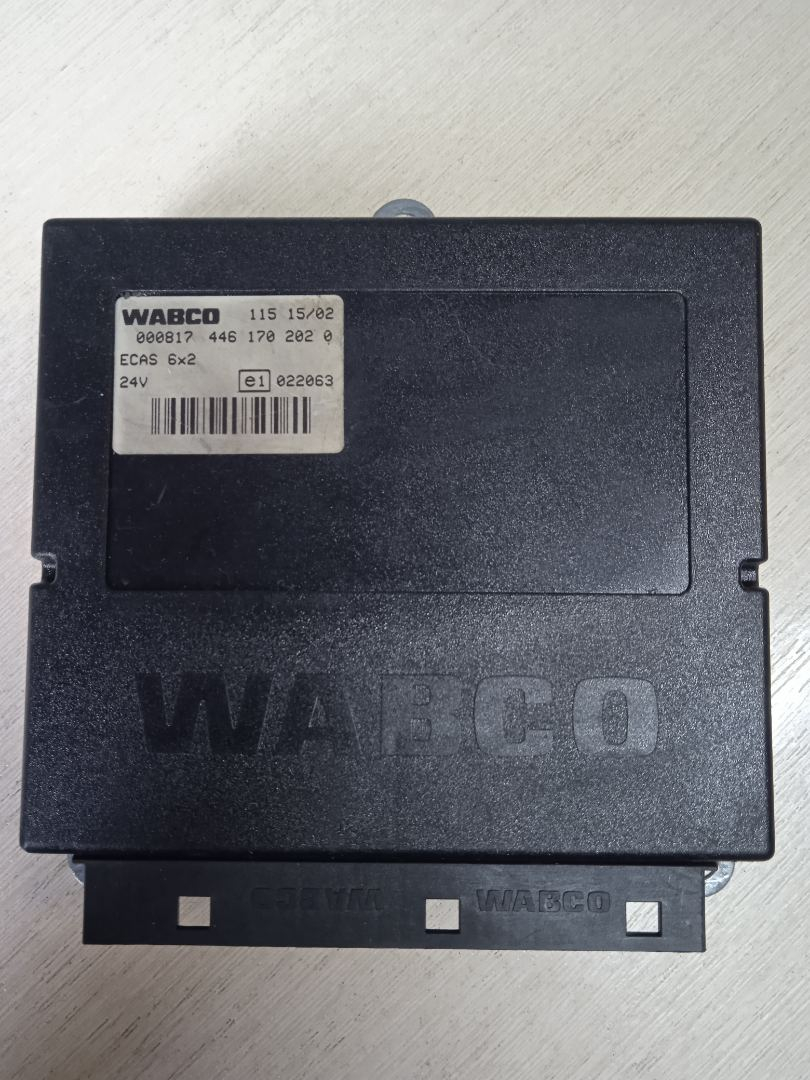 WABCO 115 15/02
000817 446 170 202 0
ECAS 6x2
24V e1 022063
WABCO
WABCO WABCO